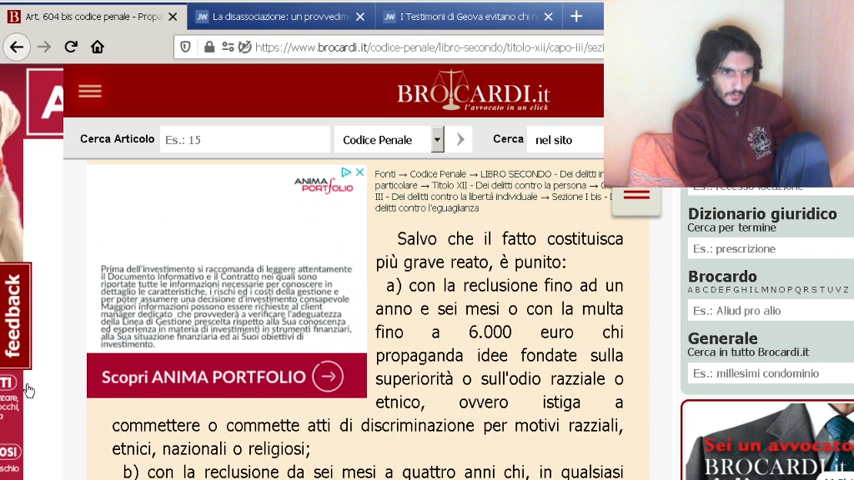 Art. 604 bis codice penale - Propa
La disassociazione: un provvedim
I Testimoni di Geova evitano chi n
https://www.brocardi.it/codice-penale/libro-secondo/titolo-xii/capo-iii/sezi
BROCARDI.it
l'avvocato in un click
Cerca Articolo
Es.: 15
Codice Penale
Cerca
nel sito
ANIMA
PORTFOLIO
Prima dell'investimento si raccomanda di leggere attentamente
il Documento Informativo e il Contratto nei quali sono
riportate tutte le informazioni necessarie per conoscere in
dettaglio le caratteristiche, i rischi ed i costi della gestione e
per poter assumere una decisione d'investimento consapevole
Maggiori informazioni possono essere richieste al client
manager dedicato che provvederà a verificare l'adeguatezza
della Linea di Gestione prescelta rispetto alla Sua conoscenza
ed esperienza in materia di investimenti in strumenti finanziari,
alla Sua situazione finanziaria ed ai Suoi obiettivi di
investimento.
Scopri ANIMA PORTFOLIO
Fonti → Codice Penale → LIBRO SECONDO - Dei delitti in
particolare → Titolo XII - Dei delitti contro la persona →
III - Dei delitti contro la libertà individuale → Sezione I bis -
delitti contro l'eguaglianza
Salvo che il fatto costituisca
più grave reato, è punito:
a) con la reclusione fino ad un
anno e sei mesi o con la multa
fino a 6.000 euro chi
propaganda idee fondate sulla
superiorità o sull'odio razziale o
etnico, ovvero istiga a
commettere o commette atti di discriminazione per motivi razziali,
etnici, nazionali o religiosi;
b) con la reclusione da sei mesi a quattro anni chi, in qualsiasi
feedback
Dizionario giuridico
Cerca per termine
Es.: prescrizione
Brocardo
A B C D E F G H I L M N O P Q R S T U V Z
Es.: Aliud pro alio
Generale
Cerca in tutto Brocardi.it
Es.: millesimi condominio
Sei un avvocato
BROCARDI.it